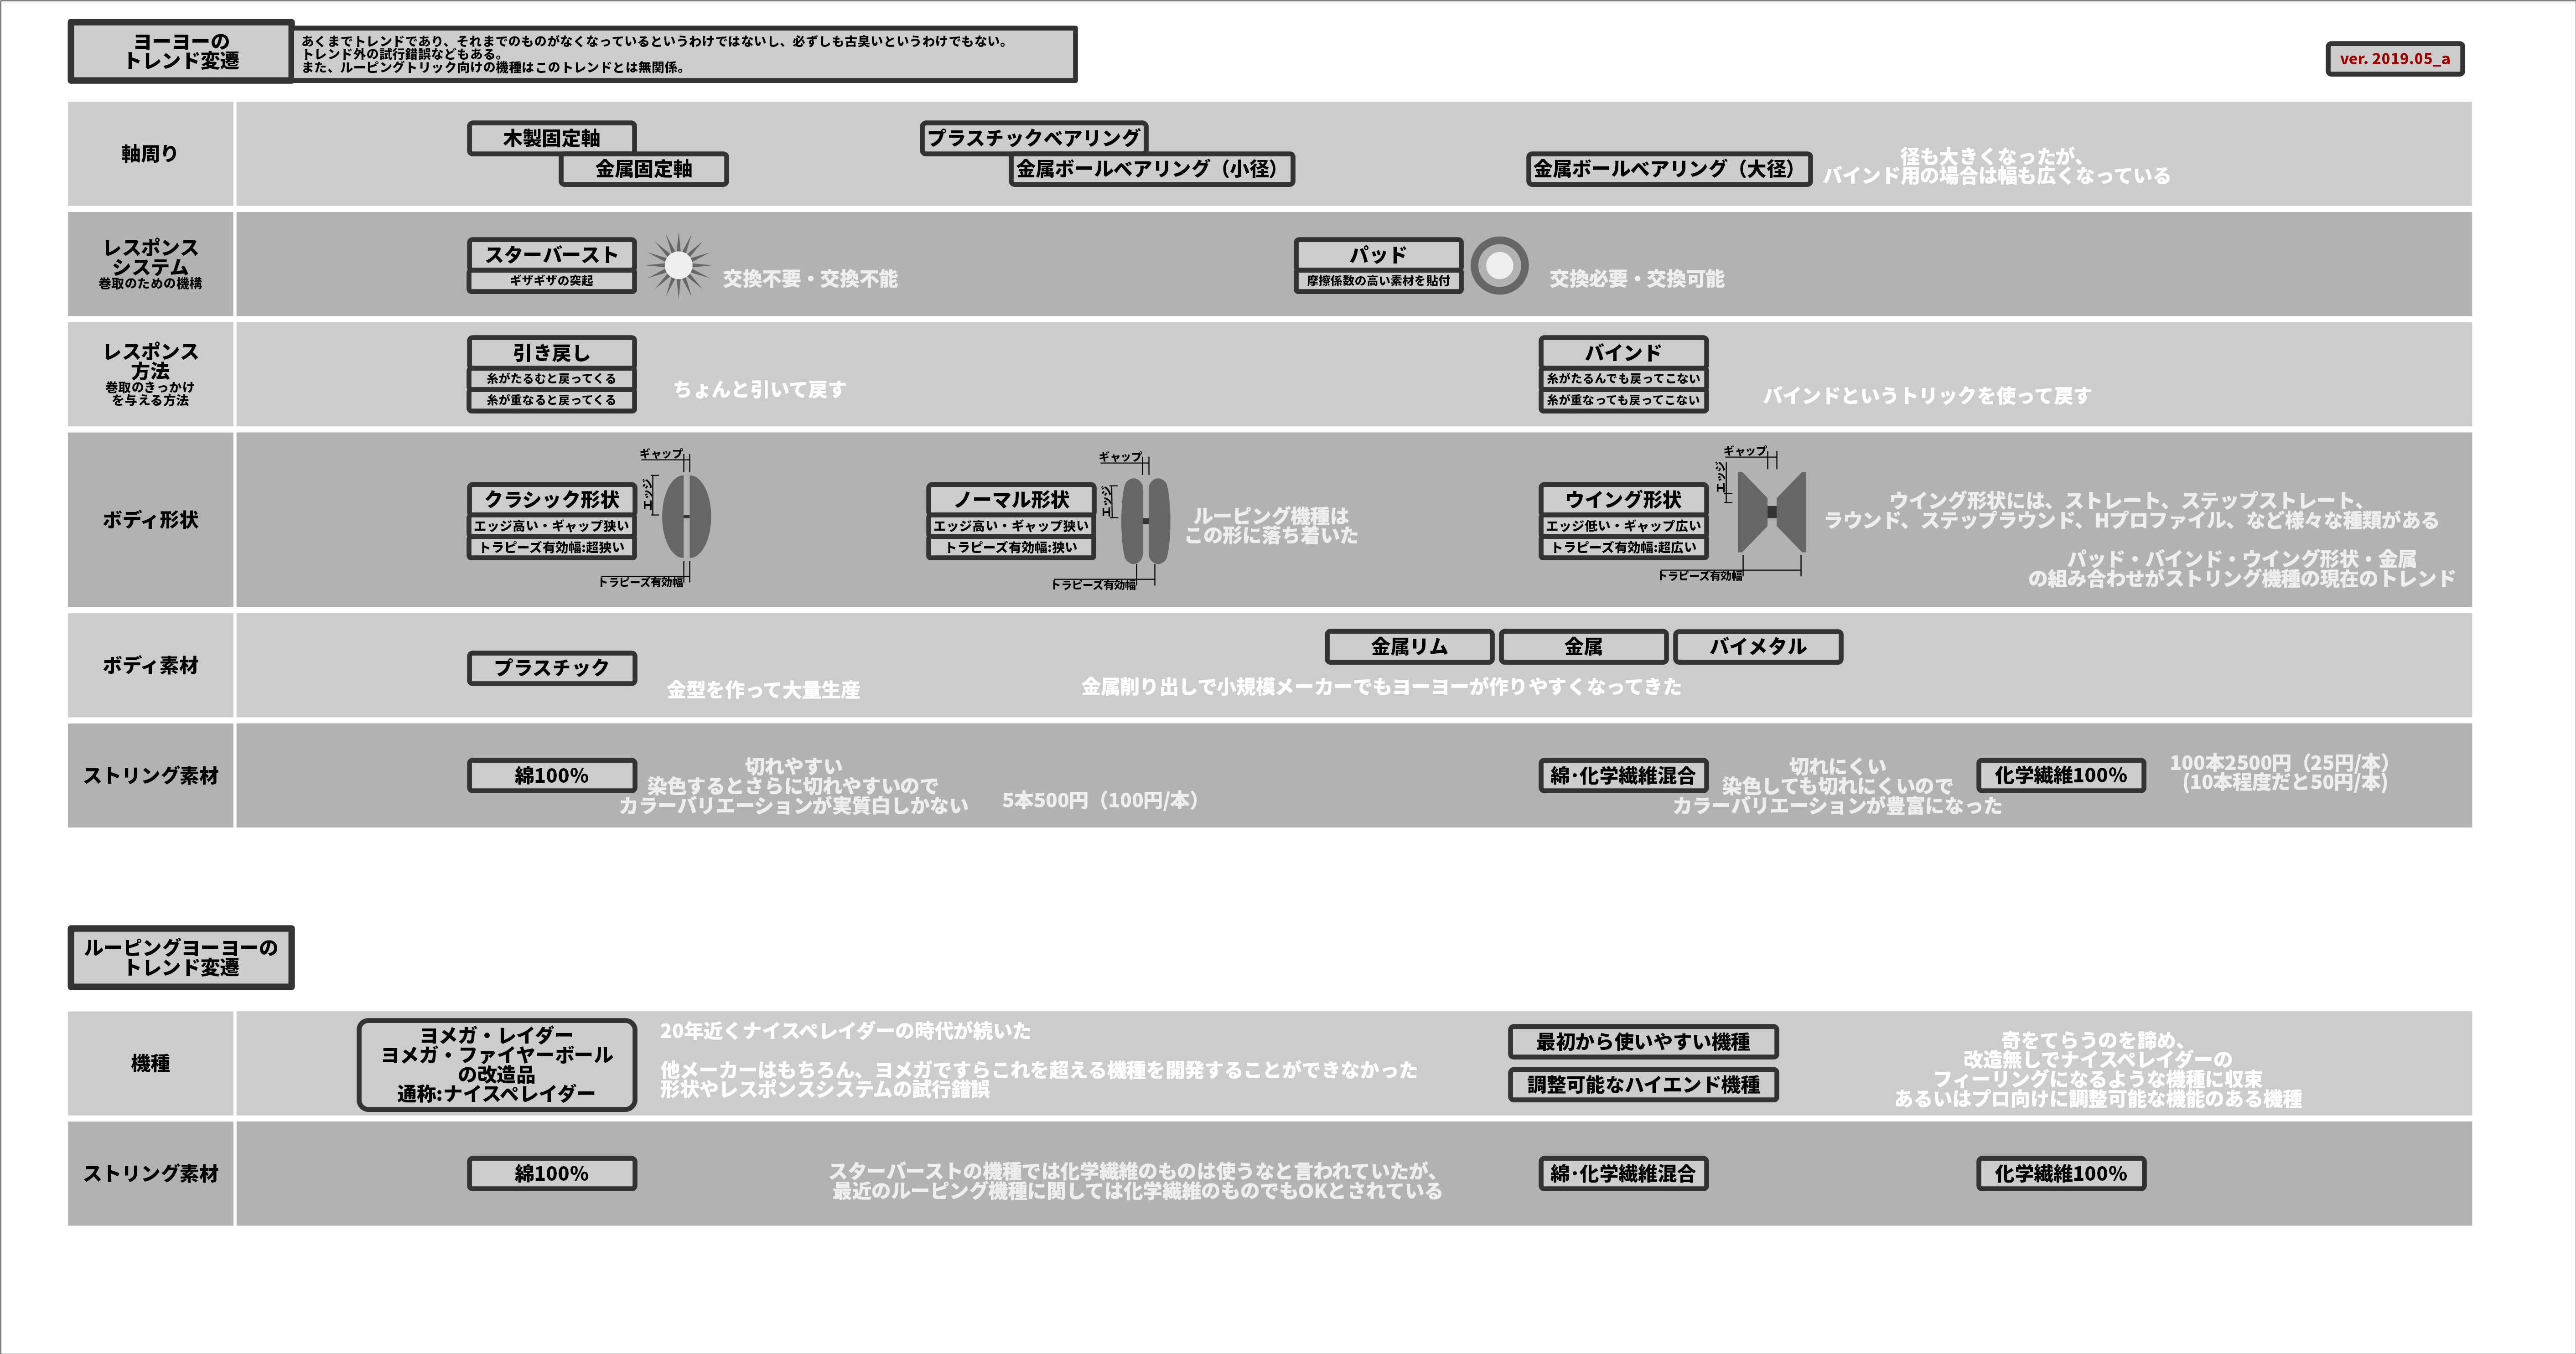 ヨーヨーの
トレンド変遷
あくまでトレンドであり、それまでのものがなくなっているというわけではないし、必ずしも古臭いというわけでもない。
トレンド外の試行錯誤などもある。
また、ルーピングトリック向けの機種はこのトレンドとは無関係。
ver. 2019.05_a
軸周り
木製固定軸
金属固定軸
プラスチックベアリング
金属ボールベアリング（小径）
金属ボールベアリング（大径）
径も大きくなったが、
バインド用の場合は幅も広くなっている
レスポンス
システム
巻取のための機構
スターバースト
ギザギザの突起
交換不要・交換不能
パッド
摩擦係数の高い素材を貼付
交換必要・交換可能
レスポンス
方法
巻取のきっかけ
を与える方法
引き戻し
糸がたるむと戻ってくる
糸が重なると戻ってくる
ちょんと引いて戻す
バインド
糸がたるんでも戻ってこない
糸が重なっても戻ってこない
バインドというトリックを使って戻す
ボディ形状
クラシック形状
エッジ高い・ギャップ狭い
トラピーズ有効幅:超狭い
ギャップ
エッジ
トラピーズ有効幅
ノーマル形状
エッジ高い・ギャップ狭い
トラピーズ有効幅:狭い
ギャップ
エッジ
トラピーズ有効幅
ルーピング機種は
この形に落ち着いた
ウイング形状
エッジ低い・ギャップ広い
トラピーズ有効幅:超広い
ギャップ
エッジ
トラピーズ有効幅
ウイング形状には、ストレート、ステップストレート、
ラウンド、ステップラウンド、Hプロファイル、など様々な種類がある
パッド・バインド・ウイング形状・金属
の組み合わせがストリング機種の現在のトレンド
ボディ素材
プラスチック
金型を作って大量生産
金属リム
金属
バイメタル
金属削り出しで小規模メーカーでもヨーヨーが作りやすくなってきた
ストリング素材
綿100%
切れやすい
染色するとさらに切れやすいので
カラーバリエーションが実質白しかない
5本500円（100円/本）
綿･化学繊維混合
切れにくい
染色しても切れにくいので
カラーバリエーションが豊富になった
化学繊維100%
100本2500円（25円/本）
(10本程度だと50円/本)
ルーピングヨーヨーの
トレンド変遷
機種
ヨメガ・レイダー
ヨメガ・ファイヤーボール
の改造品
通称:ナイスペレイダー
20年近くナイスペレイダーの時代が続いた
他メーカーはもちろん、ヨメガですらこれを超える機種を開発することができなかった
形状やレスポンスシステムの試行錯誤
最初から使いやすい機種
調整可能なハイエンド機種
奇をてらうのを諦め、
改造無しでナイスペレイダーの
フィーリングになるような機種に収束
あるいはプロ向けに調整可能な機能のある機種
ストリング素材
綿100%
スターバーストの機種では化学繊維のものは使うなと言われていたが、
最近のルーピング機種に関しては化学繊維のものでもOKとされている
綿･化学繊維混合
化学繊維100%